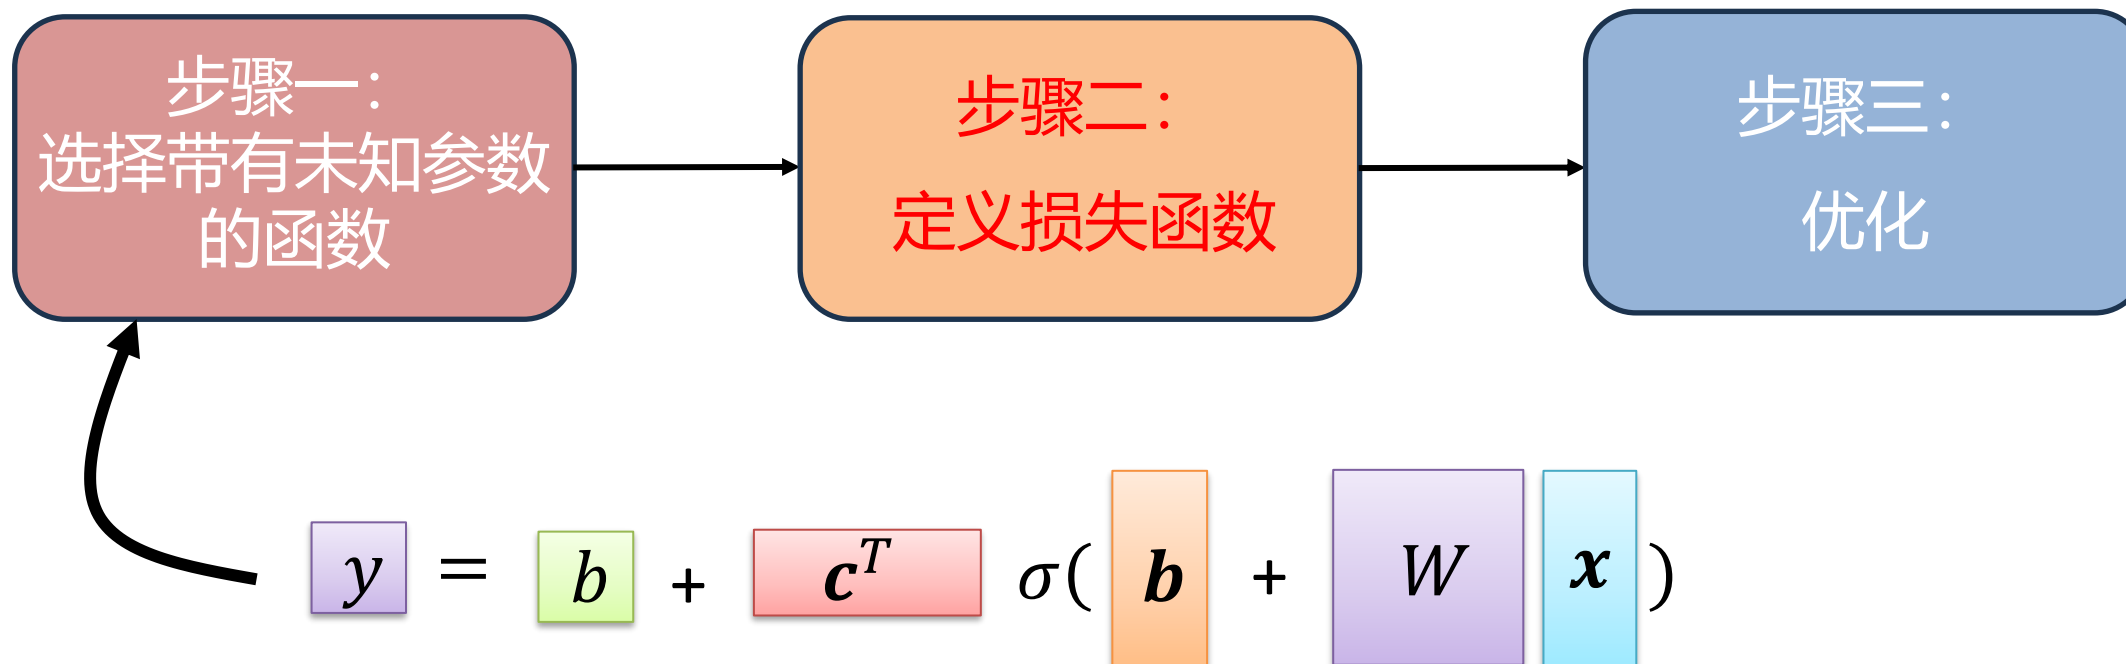 步骤一：
选择带有未知参数
的函数
步骤二：
定义损失函数
步骤三：
优化
y = b + c^T σ( b + W x )